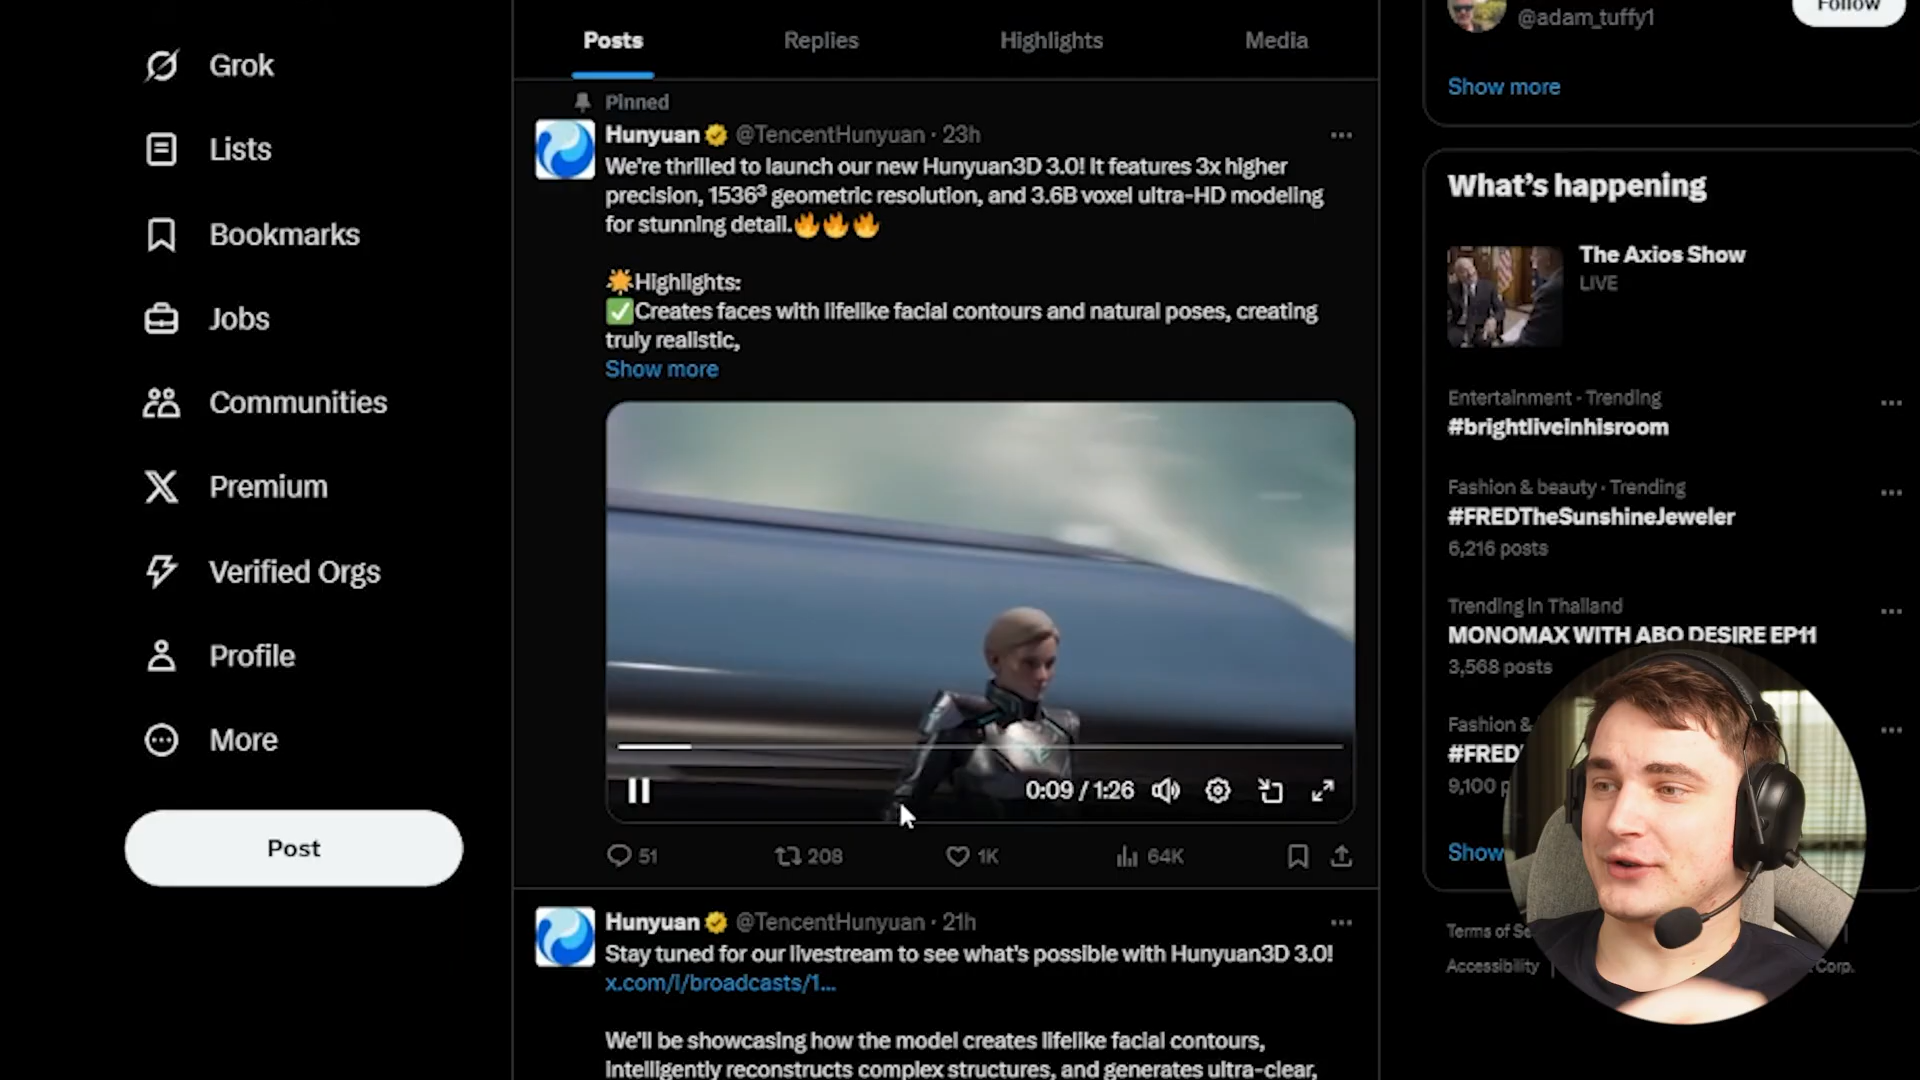 Grok
Lists
Bookmarks
Jobs
Communities
Premium
Verified Orgs
Profile
More
Post
Posts
Replies
Highlights
Media
Pinned
Hunyuan @TencentHunyuan · 23h
We're thrilled to launch our new Hunyuan3D 3.0! It features 3x higher
precision, 1536³ geometric resolution, and 3.6B voxel ultra-HD modeling
for stunning detail.🔥🔥🔥
🌟Highlights:
✅Creates faces with lifelike facial contours and natural poses, creating
truly realistic,
Show more
0:09 / 1:26
51
208
1K
64K
Hunyuan @TencentHunyuan · 21h
Stay tuned for our livestream to see what's possible with Hunyuan3D 3.0!
x.com/i/broadcasts/1...
We'll be showcasing how the model creates lifelike facial contours,
intelligently reconstructs complex structures, and generates ultra-clear,
@adam_tuffy1
Follow
Show more
What's happening
The Axios Show
LIVE
Entertainment · Trending
#brightliveinhisroom
Fashion & beauty · Trending
#FREDTheSunshineJeweler
6,216 posts
Trending in Thailand
MONOMAX WITH ABO DESIRE EP11
3,568 posts
Fashion &
#FRED
9,100
Show
Terms of
Accessibility
Corp.